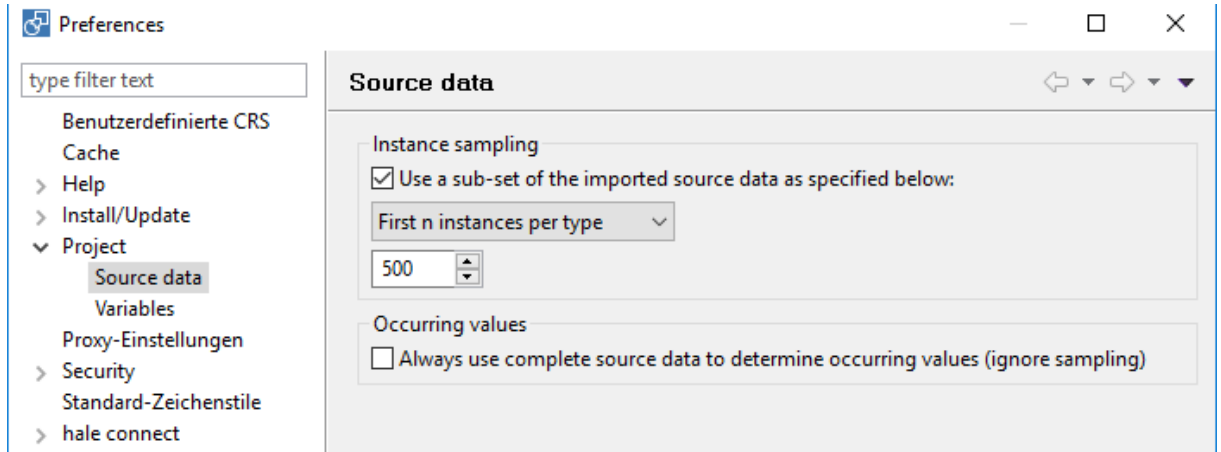 Preferences
type filter text
Benutzerdefinierte CRS
Cache
Help
Install/Update
Project
Source data
Variables
Proxy-Einstellungen
Security
Standard-Zeichenstile
hale connect
Source data
Instance sampling
Use a sub-set of the imported source data as specified below:
First n instances per type
500
Occurring values
Always use complete source data to determine occurring values (ignore sampling)